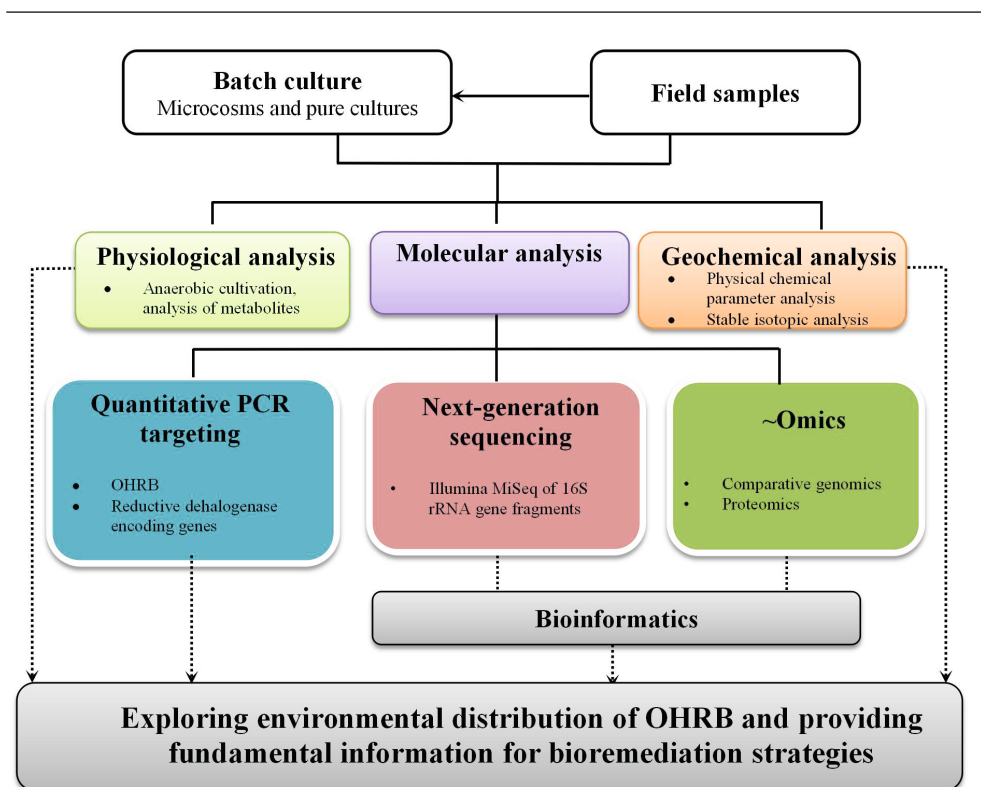 Batch culture
Microcosms and pure cultures
Field samples
Physiological analysis
• Anaerobic cultivation,
analysis of metabolites
Molecular analysis
Geochemical analysis
• Physical chemical
parameter analysis
• Stable isotopic analysis
Quantitative PCR
targeting
• OHRB
• Reductive dehalogenase
encoding genes
Next-generation
sequencing
• Illumina MiSeq of 16S
rRNA gene fragments
~Omics
• Comparative genomics
• Proteomics
Bioinformatics
Exploring environmental distribution of OHRB and providing
fundamental information for bioremediation strategies